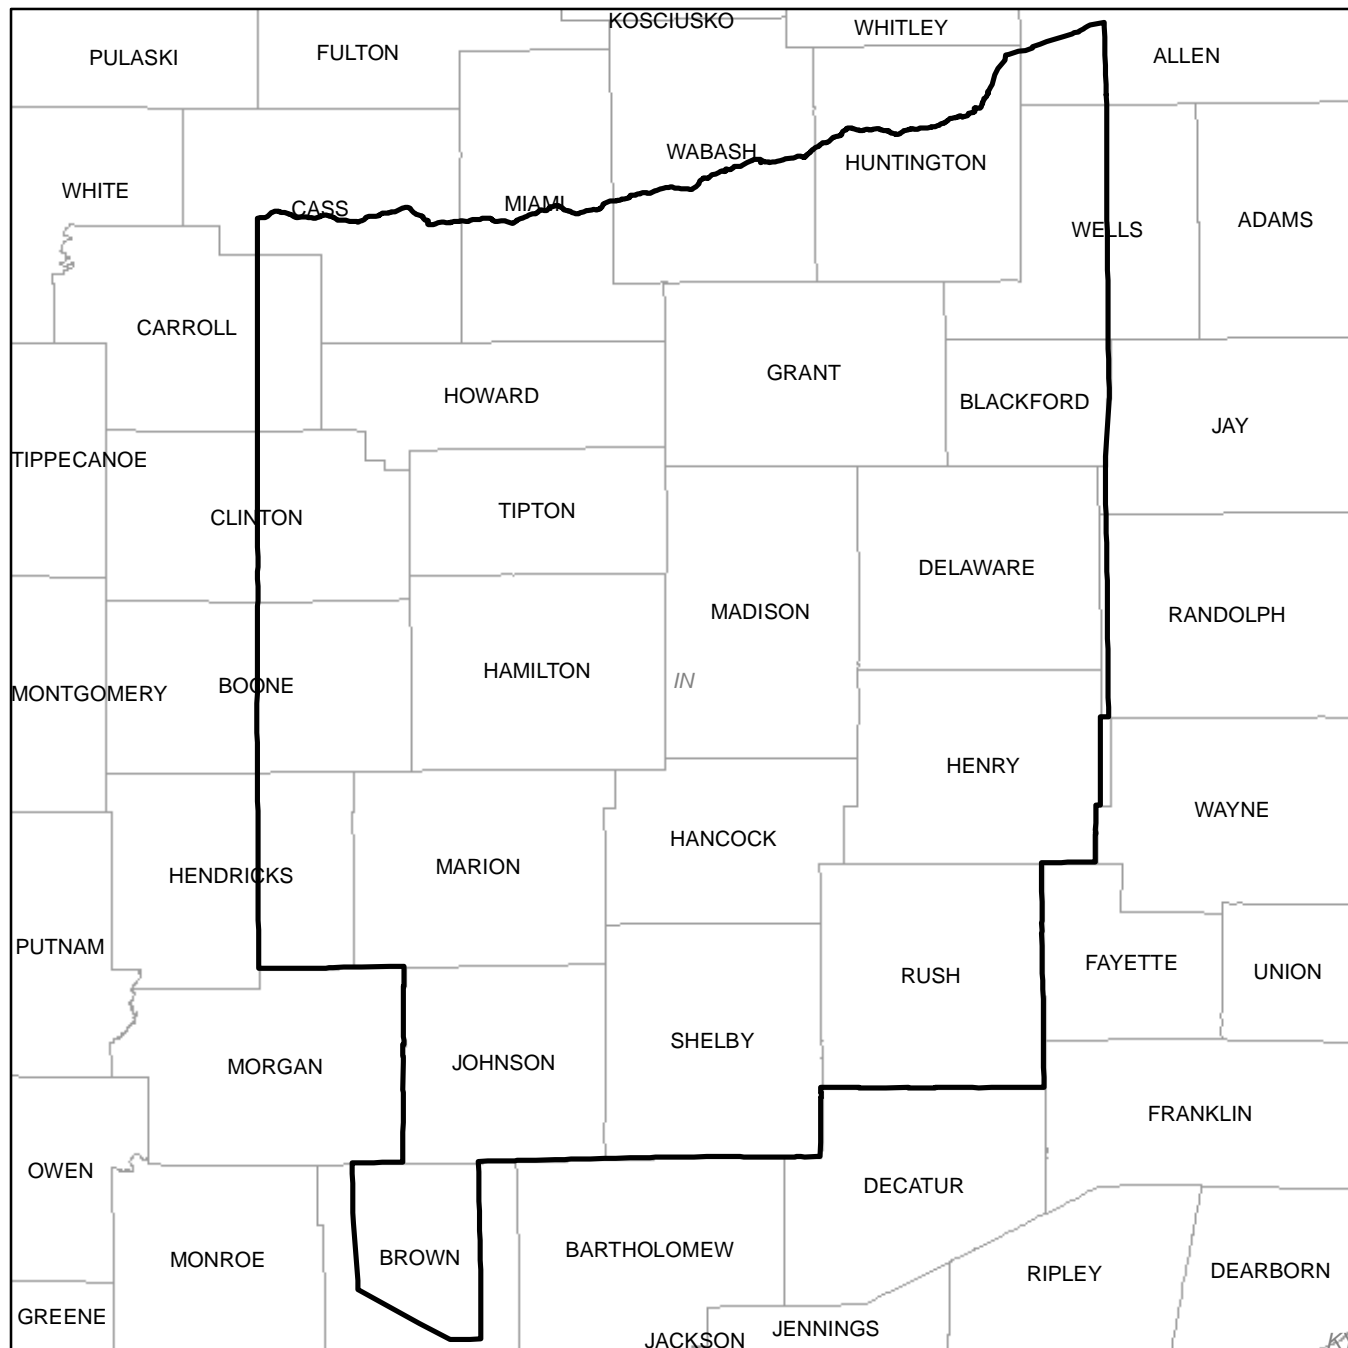 KOSCIUSKO
WHITLEY
PULASKI
FULTON
ALLEN
WABASH
HUNTINGTON
WHITE
CASS
MIAMI
WELLS
ADAMS
CARROLL
GRANT
HOWARD
BLACKFORD
JAY
TIPPECANOE
CLINTON
TIPTON
DELAWARE
MADISON
RANDOLPH
HAMILTON
IN
BOONE
MONTGOMERY
HENRY
WAYNE
HANCOCK
MARION
HENDRICKS
PUTNAM
RUSH
FAYETTE
UNION
SHELBY
JOHNSON
MORGAN
FRANKLIN
OWEN
DECATUR
BARTHOLOMEW
BROWN
MONROE
RIPLEY
DEARBORN
GREENE
JENNINGS
JACKSON